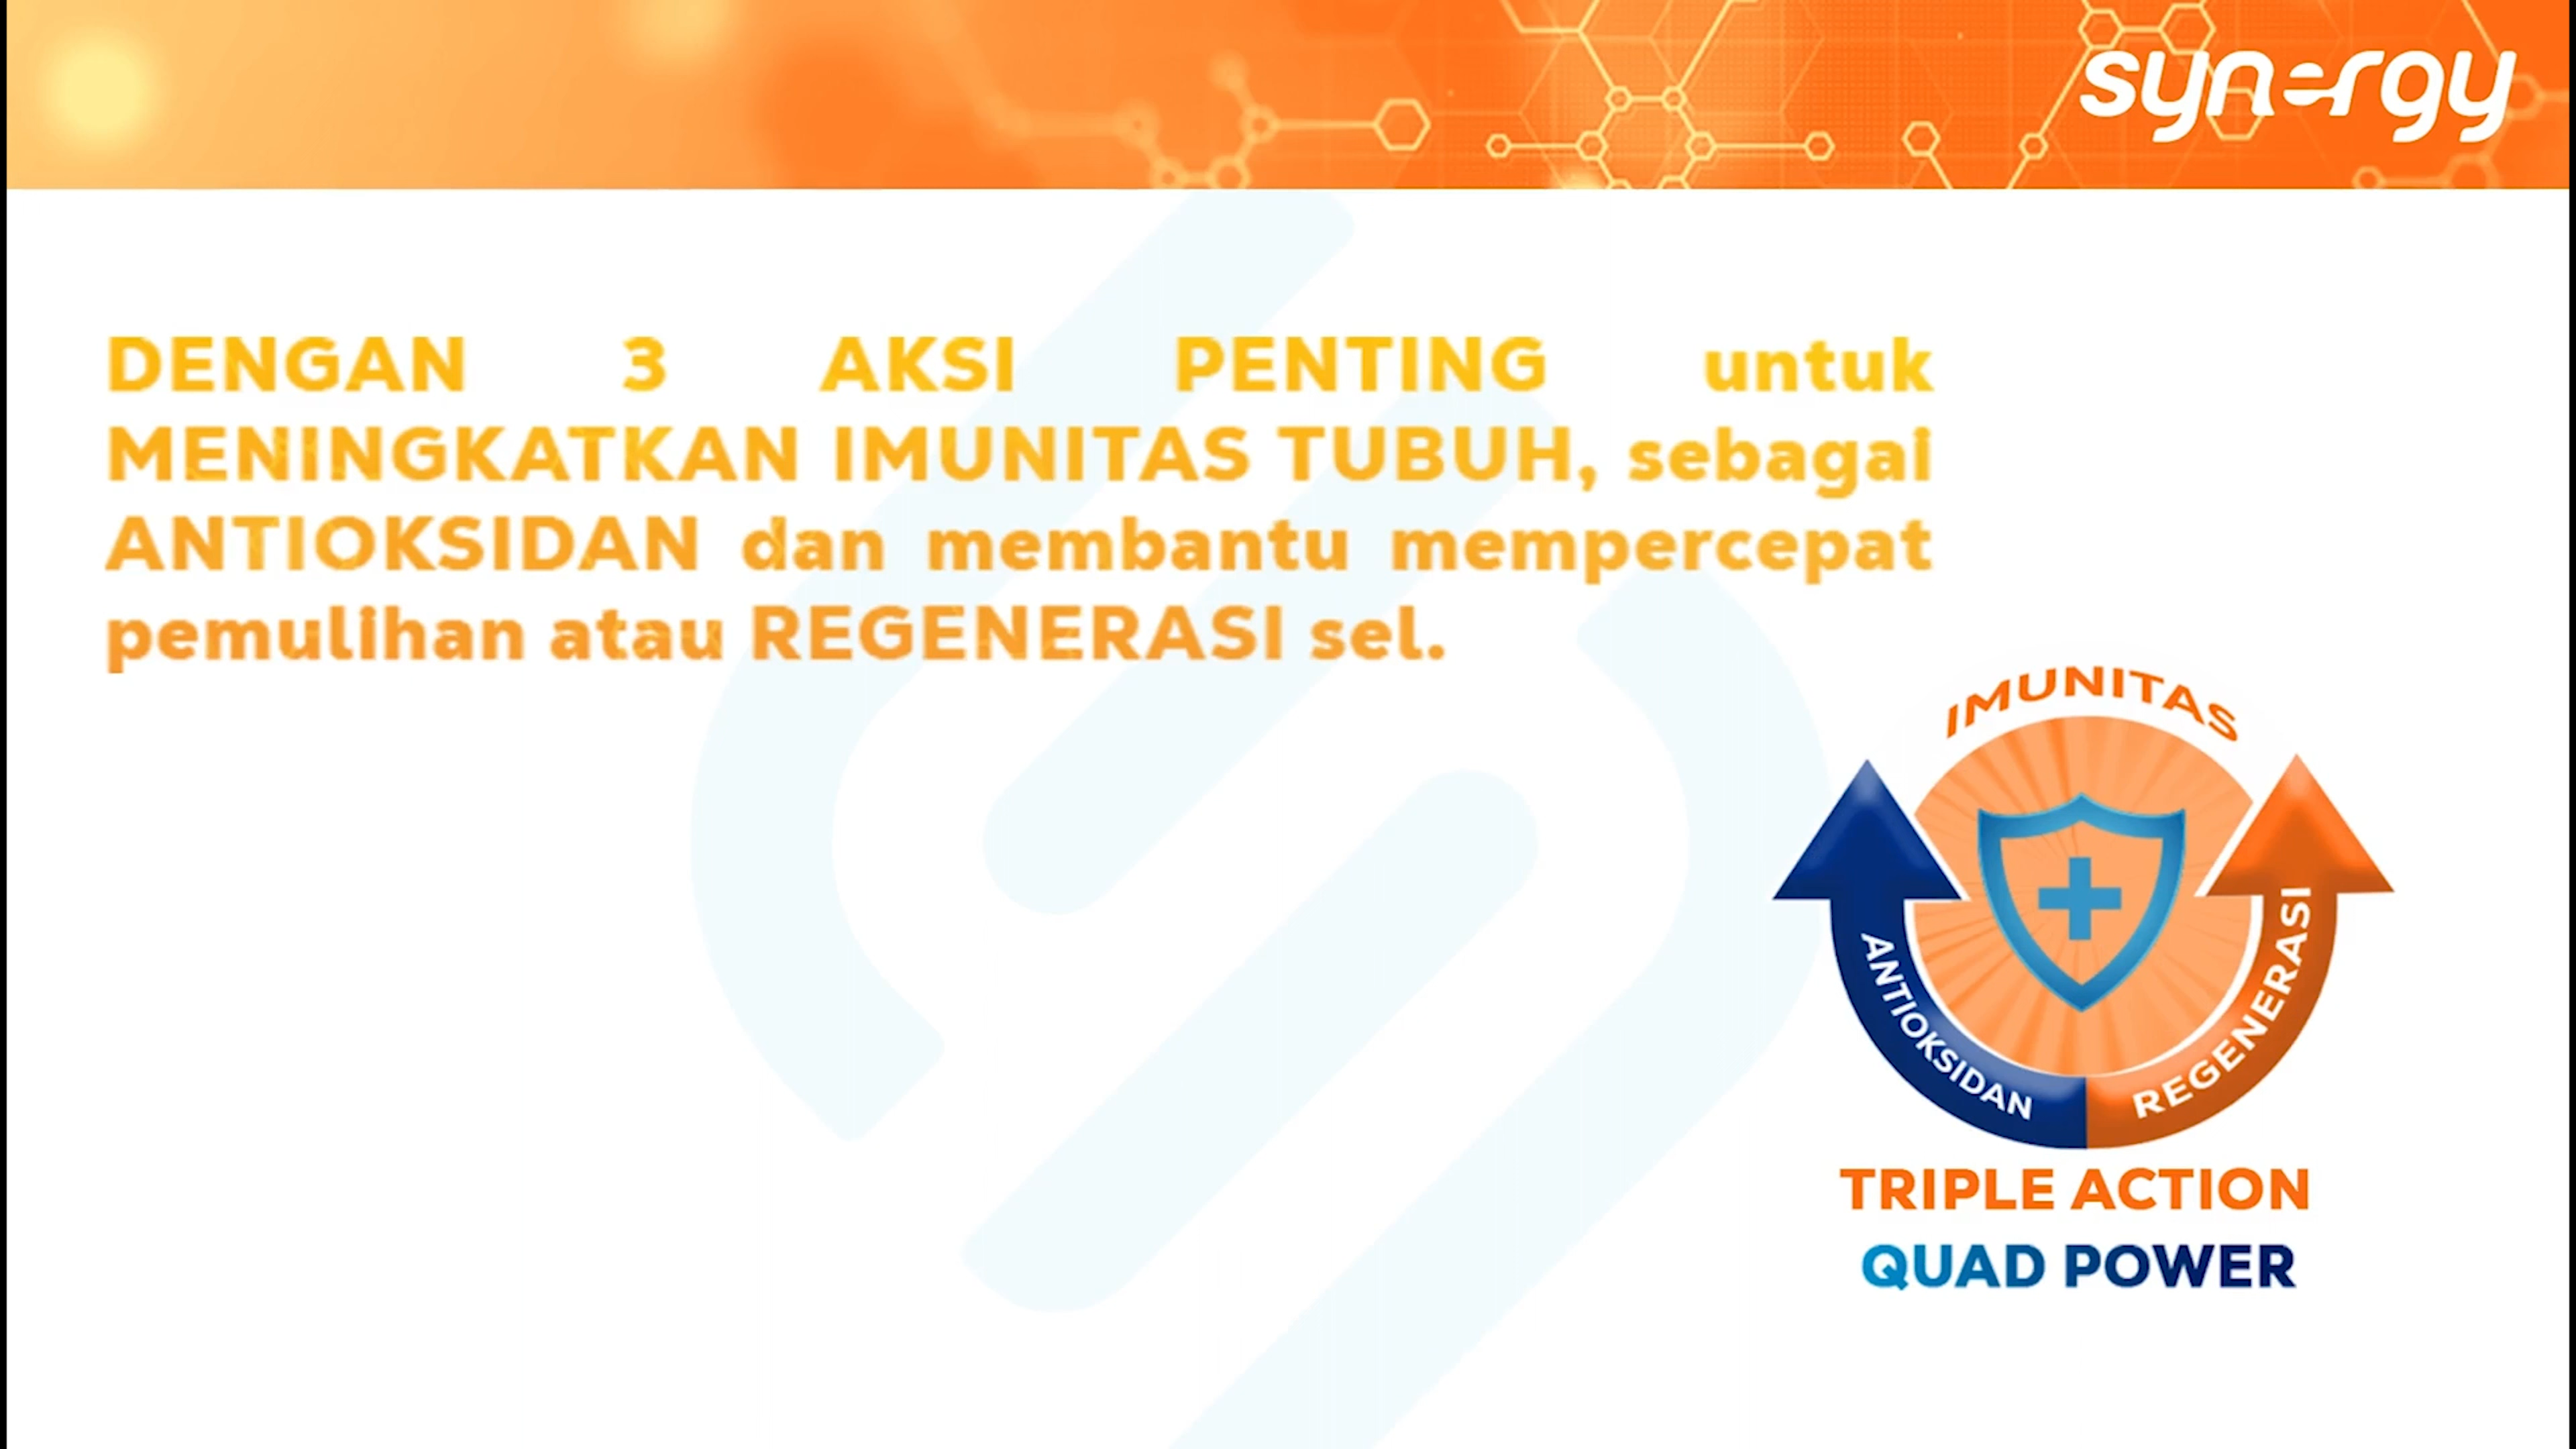 synergy
DENGAN 3 AKSI PENTING untuk
MENINGKATKAN IMUNITAS TUBUH, sebagai
ANTIOKSIDAN dan membantu mempercepat
pemulihan atau REGENERASI sel.
IMUNITAS
ANTIOKSIDAN
REGENERASI
TRIPLE ACTION
QUAD POWER